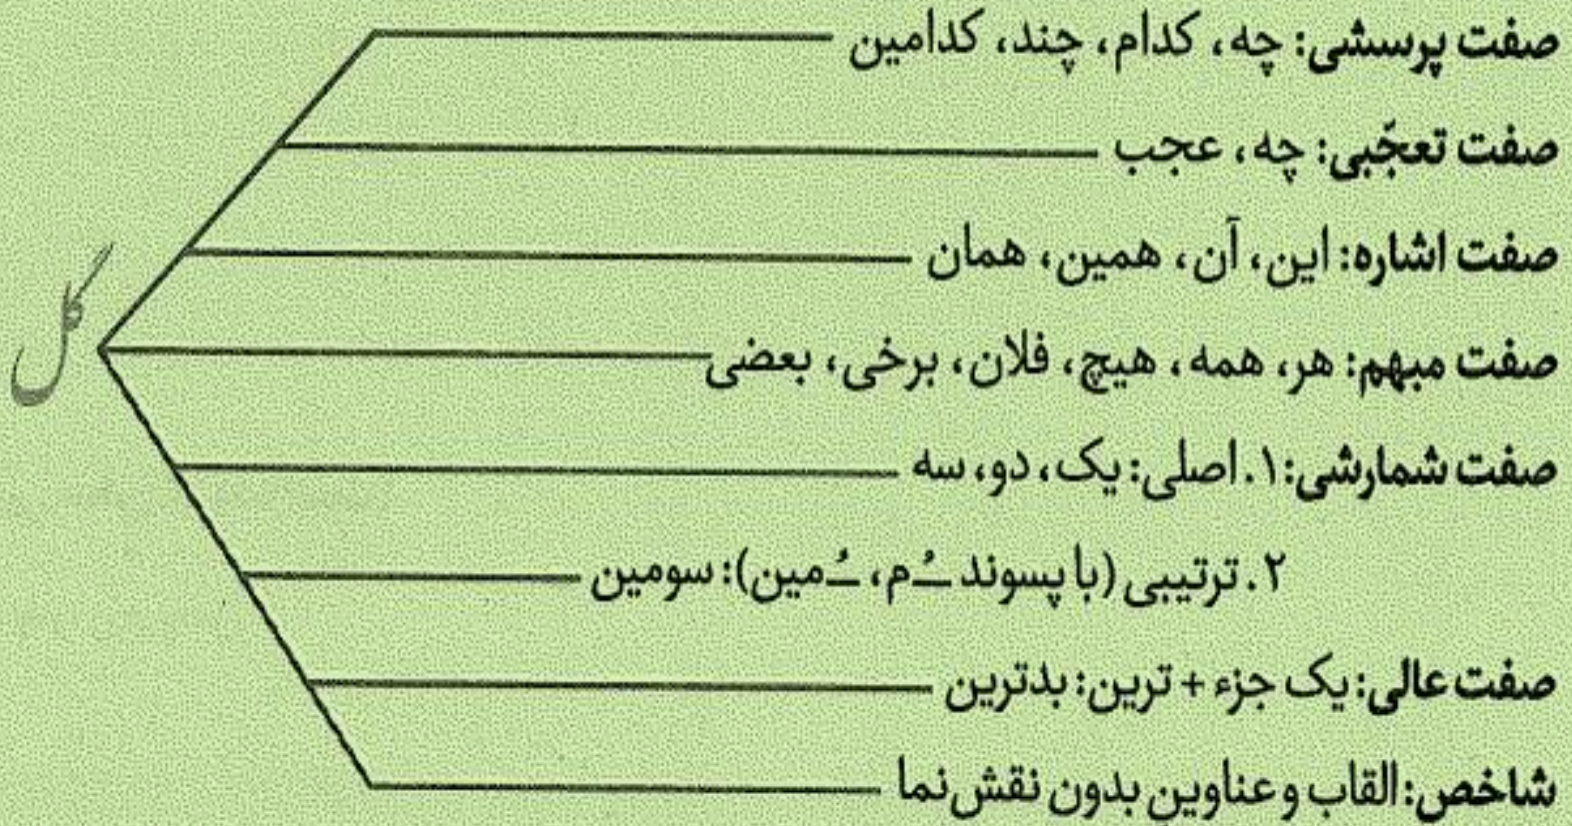 صفت پرسشی: چه، کدام، چند، کدامین
صفت تعجّبی: چه، عجب
صفت اشاره: این، آن، همین، همان
صفت مبهم: هر، همه، هیچ، فلان، برخی، بعضی
گل
صفت شمارشی: ۱. اصلی: یک، دو، سه
۲. ترتیبی (با پسوند ـُم، ـُمین): سومین
صفت عالی: یک جزء + ترین: بدترین
شاخص: القاب و عناوین بدون نقش‌نما